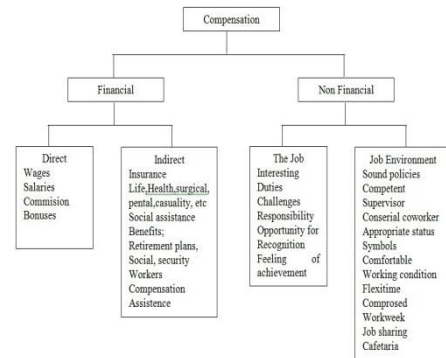 Compensation
Financial
Non Financial
Direct
Wages
Salaries
Commision
Bonuses
Indirect
Insurance
Life,Health,surgical,
pental,casuality, etc
Social assistance
Benefits;
Retirement plans,
Social, security
Workers
Compensation
Assistence
The Job
Interesting
Duties
Challenges
Responsibility
Opportunity for
Recognition
Feeling of
achievement
Job Environment
Sound policies
Competent
Supervisor
Conserial coworker
Appropriate status
Symbols
Comfortable
Working condition
Flexitime
Comprosed
Workweek
Job sharing
Cafetaria